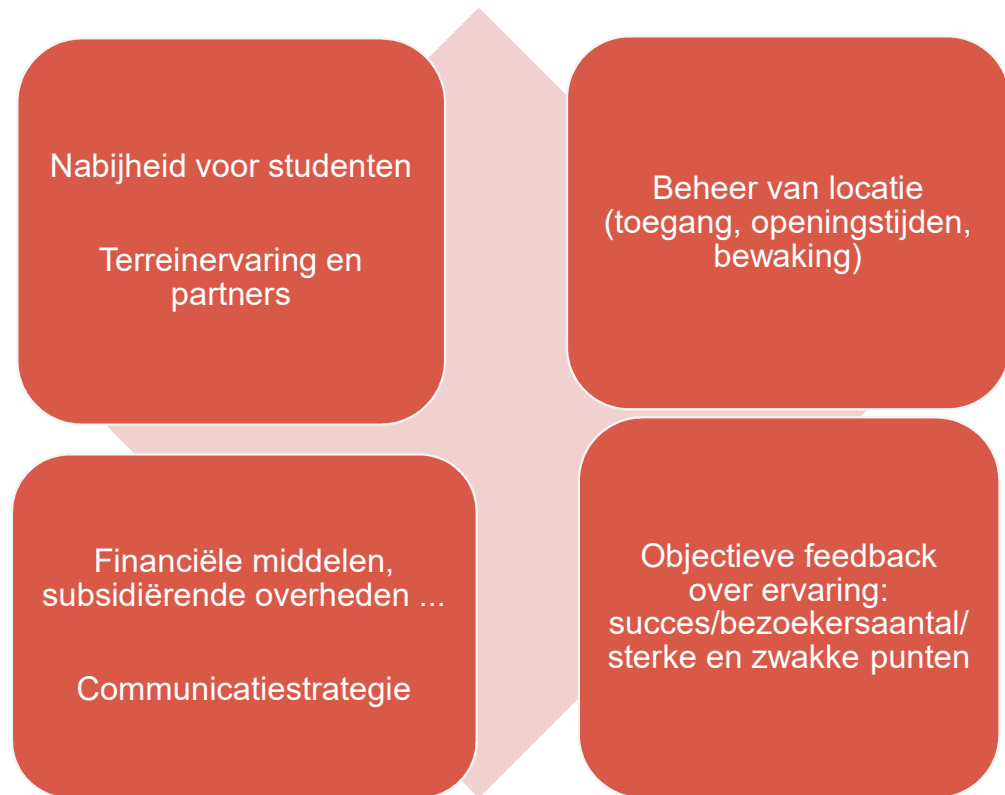 Nabijheid voor studenten
Terreinervaring en
partners
Beheer van locatie
(toegang, openingstijden,
bewaking)
Financiële middelen,
subsidiërende overheden ...
Communicatiestrategie
Objectieve feedback
over ervaring:
succes/bezoekersaantal/
sterke en zwakke punten